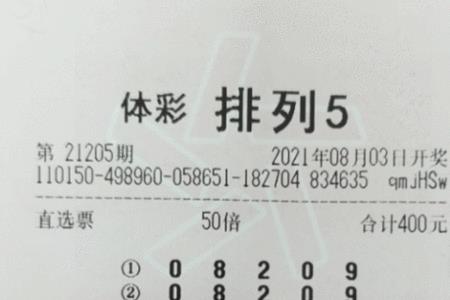 体彩 排列5
第 21205期 2021年08月03日开奖
110150-498960-058651-182704 834635 qmJHSw
直选票 50倍 合计400元
① 0 8 2 0 9
② 0 8 2 0 9